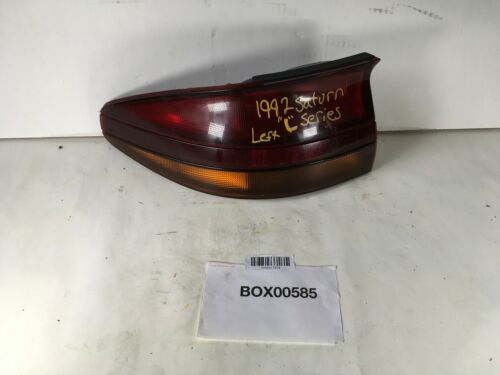 1992 Saturn
Left "L" Series
BOX00585